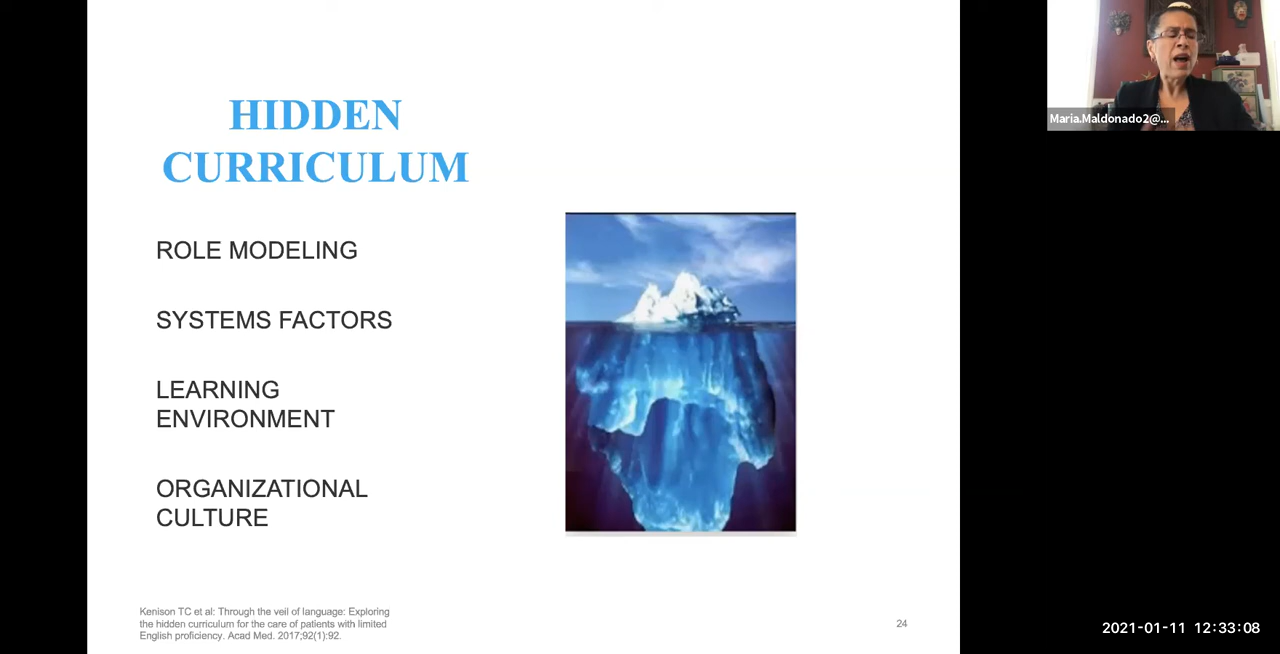 HIDDEN
CURRICULUM
ROLE MODELING
SYSTEMS FACTORS
LEARNING
ENVIRONMENT
ORGANIZATIONAL
CULTURE
Kenison TC et al: Through the veil of language: Exploring
the hidden curriculum for the care of patients with limited
English proficiency. Acad Med. 2017;92(1):92.
24
Maria.Maldonado2@...
2021-01-11 12:33:08